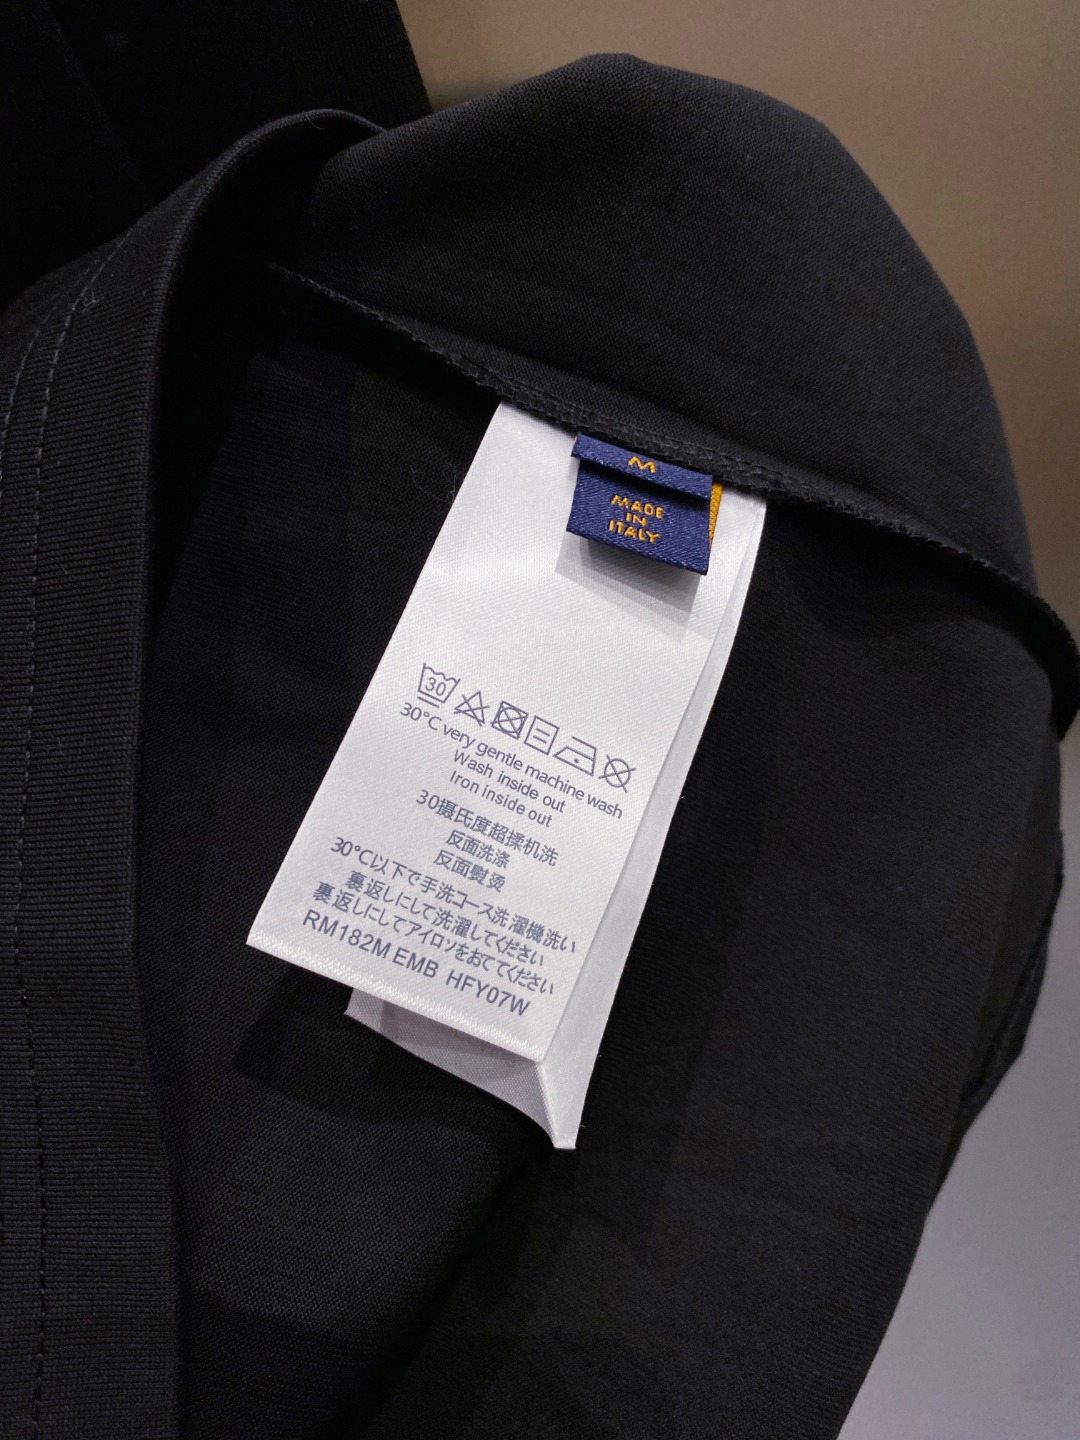 M
MADE
IN
ITALY
30
30°C very gentle machine wash
Wash inside out
Iron inside out
30摄氏度超揉机洗
反面洗涤
反面熨烫
30°C以下で手洗コース洗濯機洗い
裏返しにして洗濯してください
裏返しにしてアイロソをおててください
RM182M EMB HFY07W